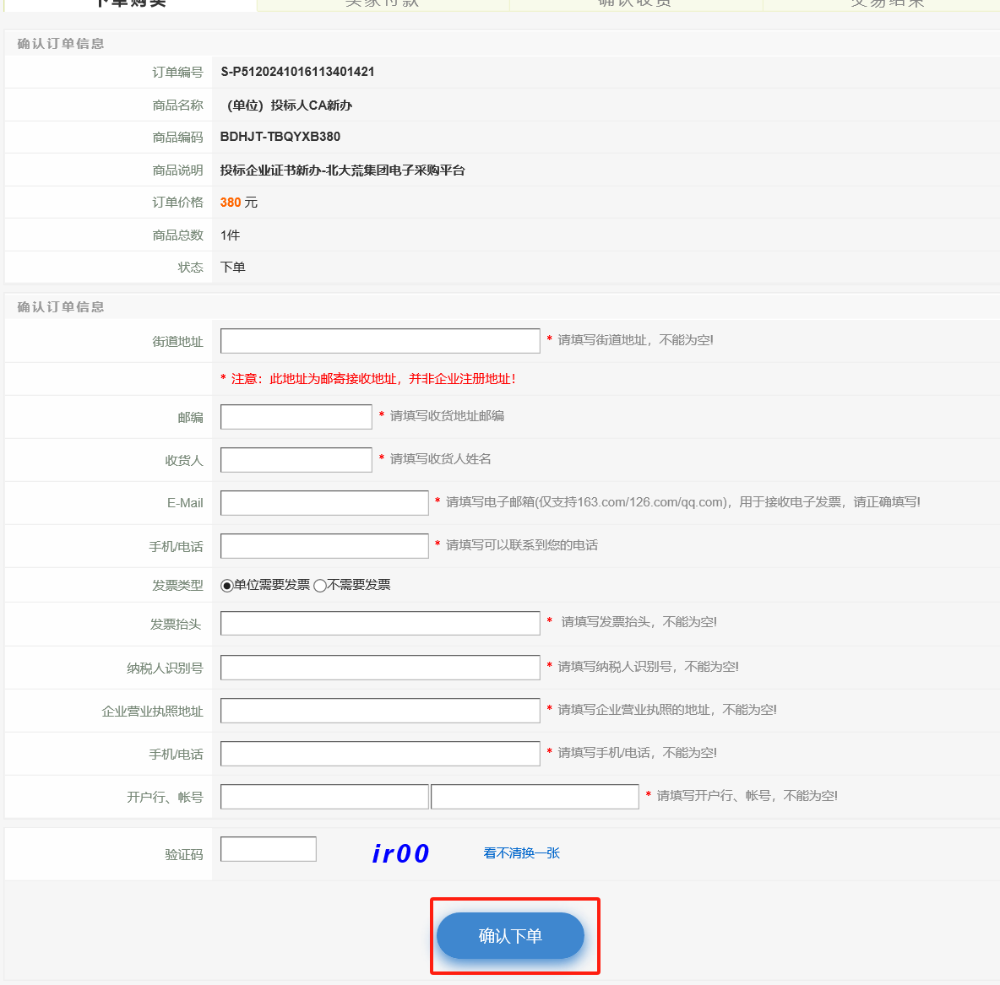 下单购买 买家付款 确认收货 交易结果
确认订单信息
订单编号 S-P5120241016113401421
商品名称 （单位）投标人CA新办
商品编码 BDHJT-TBQYXB380
商品说明 投标企业证书新办-北大荒集团电子采购平台
订单价格 380 元
商品总数 1件
状态 下单
确认订单信息
街道地址 * 请填写街道地址，不能为空!
* 注意：此地址为邮寄接收地址，并非企业注册地址！
邮编 * 请填写收货地址邮编
收货人 * 请填写收货人姓名
E-Mail * 请填写电子邮箱(仅支持163.com/126.com/qq.com)，用于接收电子发票，请正确填写!
手机/电话 * 请填写可以联系到您的电话
发票类型 单位需要发票 不需要发票
发票抬头 * 请填写发票抬头，不能为空!
纳税人识别号 * 请填写纳税人识别号，不能为空!
企业营业执照地址 * 请填写企业营业执照的地址，不能为空!
手机/电话 * 请填写手机/电话，不能为空!
开户行、帐号 * 请填写开户行、帐号，不能为空!
验证码 ir00 看不清换一张
确认下单